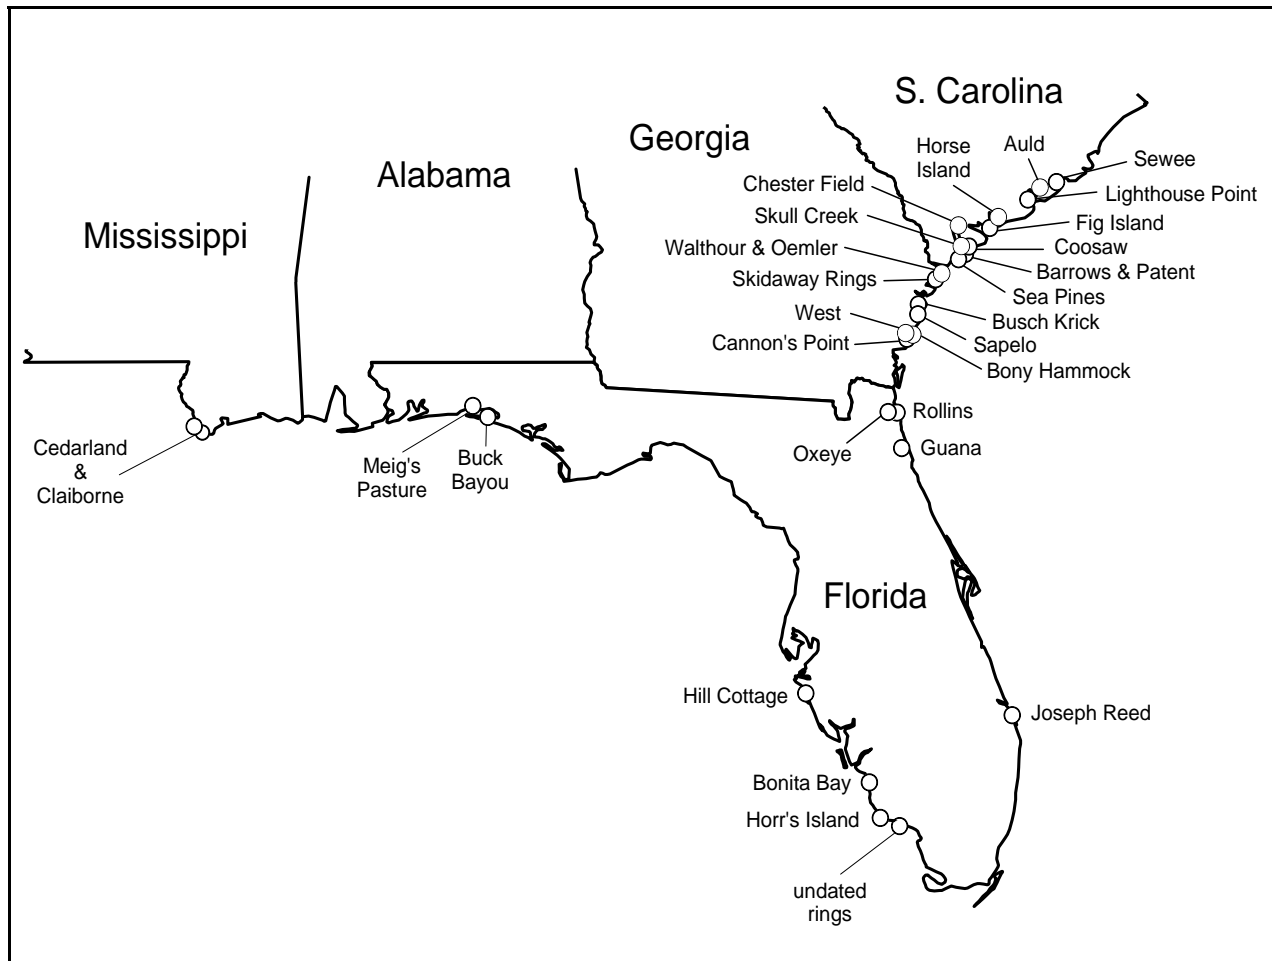 S. Carolina
Georgia
Alabama
Mississippi
Horse
Island
Auld
Sewee
Chester Field
Lighthouse Point
Skull Creek
Fig Island
Walthour & Oemler
Coosaw
Skidaway Rings
Barrows & Patent
Sea Pines
West
Busch Krick
Cannon's Point
Sapelo
Bony Hammock
Rollins
Oxeye
Guana
Cedarland
&
Claiborne
Meig's
Pasture
Buck
Bayou
Florida
Hill Cottage
Joseph Reed
Bonita Bay
Horr's Island
undated
rings